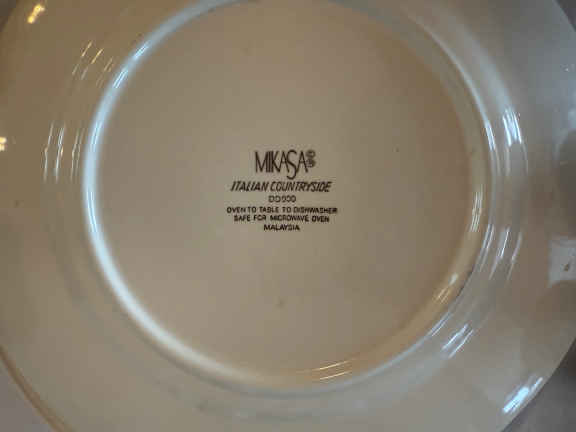 MIKASA®
ITALIAN COUNTRYSIDE
DD900
OVEN TO TABLE TO DISHWASHER
SAFE FOR MICROWAVE OVEN
MALAYSIA